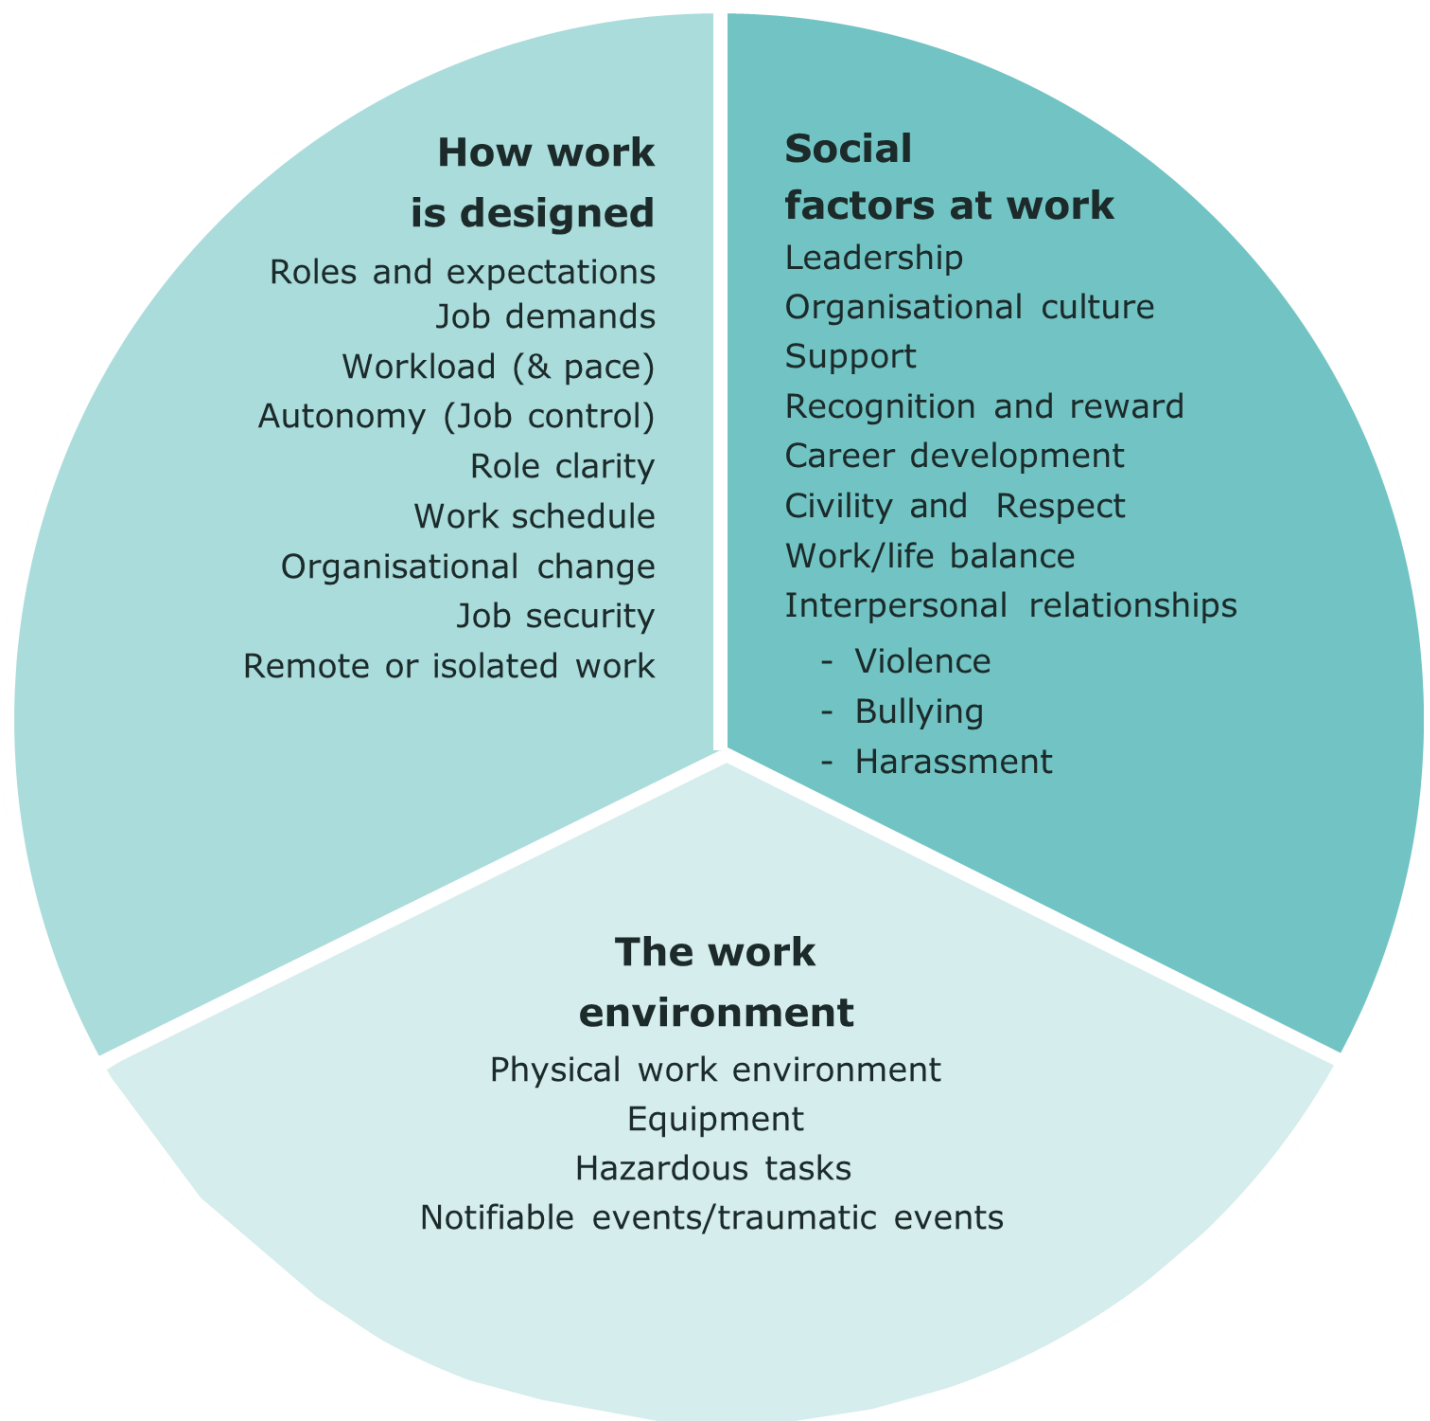 How work
is designed
Roles and expectations
Job demands
Workload (& pace)
Autonomy (Job control)
Role clarity
Work schedule
Organisational change
Job security
Remote or isolated work
Social
factors at work
Leadership
Organisational culture
Support
Recognition and reward
Career development
Civility and Respect
Work/life balance
Interpersonal relationships
- Violence
- Bullying
- Harassment
The work
environment
Physical work environment
Equipment
Hazardous tasks
Notifiable events/traumatic events